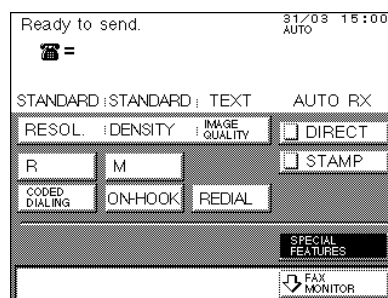 Ready to send. 31/03 15:00
AUTO
=
STANDARD STANDARD TEXT AUTO RX
RESOL. DENSITY IMAGE QUALITY DIRECT
R M STAMP
CODED DIALING ON-HOOK REDIAL
SPECIAL FEATURES
FAX MONITOR